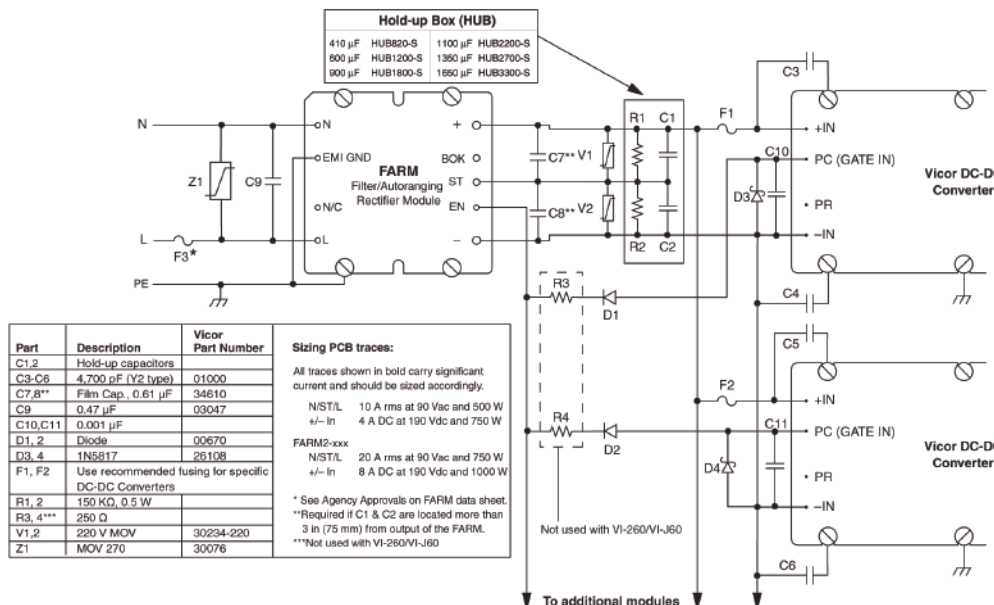 Hold-up Box (HUB)
410 µF HUB820-S 1100 µF HUB2200-S
600 µF HUB1200-S 1350 µF HUB2700-S
900 µF HUB1800-S 1650 µF HUB3300-S
C3
F1
N
N
+
R1
C1
+IN
EMI GND
BOK
C7**
V1
C10
PC (GATE IN)
Z1
C9
FARM
Filter/Autoranging
Rectifier Module
ST
D3
Vicor DC-DC
Converter
N/C
EN
C8**
V2
PR
L
F3*
L
–
R2
C2
–IN
PE
R3
D1
C4
C5
F2
+IN
R4
D2
C11
PC (GATE IN)
D4
Vicor DC-DC
Converter
PR
Not used with VI-260/VI-J60
–IN
C6
To additional modules
Part Description Vicor Part Number
C1,2 Hold-up capacitors
C3-C6 4,700 pF (Y2 type) 01000
C7,8** Film Cap., 0.61 µF 34610
C9 0.47 µF 03047
C10,C11 0.001 µF
D1, 2 Diode 00670
D3, 4 1N5817 26108
F1, F2 Use recommended fusing for specific
DC-DC Converters
R1, 2 150 KΩ, 0.5 W
R3, 4*** 250 Ω
V1,2 220 V MOV 30234-220
Z1 MOV 270 30076
Sizing PCB traces:
All traces shown in bold carry significant
current and should be sized accordingly.
N/ST/L 10 A rms at 90 Vac and 500 W
+/– In 4 A DC at 190 Vdc and 750 W
FARM2-xxx
N/ST/L 20 A rms at 90 Vac and 750 W
+/– In 8 A DC at 190 Vdc and 1000 W
* See Agency Approvals on FARM data sheet.
**Required if C1 & C2 are located more than
3 in (75 mm) from output of the FARM.
***Not used with VI-260/VI-J60